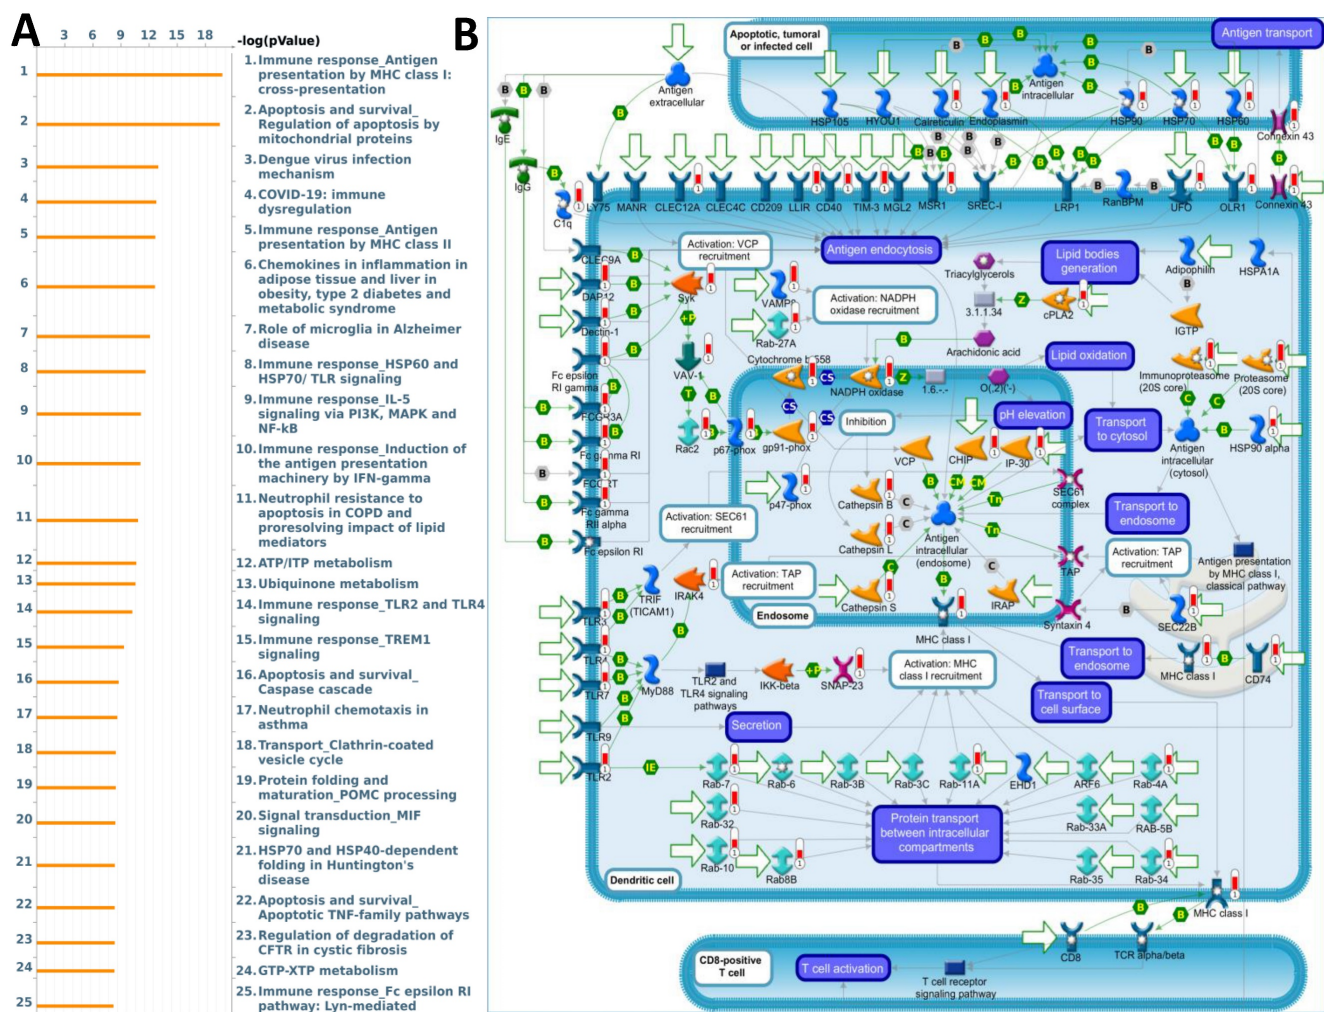 A
3 6 9 12 15 18
-log(pValue)
1
1. Immune response_Antigen
presentation by MHC class I:
cross-presentation
2
2. Apoptosis and survival_
Regulation of apoptosis by
mitochondrial proteins
3
3. Dengue virus infection
mechanism
4
4. COVID-19: immune
dysregulation
5
5. Immune response_Antigen
presentation by MHC class II
6
6. Chemokines in inflammation in
adipose tissue and liver in
obesity, type 2 diabetes and
metabolic syndrome
7
7. Role of microglia in Alzheimer
disease
8
8. Immune response_HSP60 and
HSP70/ TLR signaling
9
9. Immune response_IL-5
signaling via PI3K, MAPK and
NF-kB
10
10. Immune response_Induction of
the antigen presentation
machinery by IFN-gamma
11
11. Neutrophil resistance to
apoptosis in COPD and
proresolving impact of lipid
mediators
12
12. ATP/ITP metabolism
13
13. Ubiquinone metabolism
14
14. Immune response_TLR2 and TLR4
signaling
15
15. Immune response_TREM1
signaling
16
16. Apoptosis and survival_
Caspase cascade
17
17. Neutrophil chemotaxis in
asthma
18
18. Transport_Clathrin-coated
vesicle cycle
19
19. Protein folding and
maturation_POMC processing
20
20. Signal transduction_MIF
signaling
21
21. HSP70 and HSP40-dependent
folding in Huntington's
disease
22
22. Apoptosis and survival_
Apoptotic TNF-family pathways
23
23. Regulation of degradation of
CFTR in cystic fibrosis
24
24. GTP-XTP metabolism
25
25. Immune response_Fc epsilon RI
pathway: Lyn-mediated
B
Apoptotic, tumoral
or infected cell
Antigen transport
Antigen
extracellular
Antigen
intracellular
HSP105
HYOU1
Calreticulin
Endoplasmin
HSP90
HSP70
HSP60
Connexin 43
IgE
IgG
C1q
LY75
MANR
CLEC12A
CLEC4C
CD209
LLIR
CD40
TIM-3
MGL2
MSR1
SREC-I
LRP1
RanBPM
UFO
OLR1
Connexin 43
CLEC9A
DAP12
Dectin-1
Fc epsilon
RI gamma
FCGR3A
Fc gamma RI
FCGRT
Fc gamma
RII alpha
Fc epsilon RI
Syk
VAV-1
Rac2
p67-phox
gp91-phox
p47-phox
Activation: VCP
recruitment
Antigen endocytosis
VAMP8
Rab-27A
Activation: NADPH
oxidase recruitment
Cytochrome b-558
NADPH oxidase
1.6.-.-
O(.2)(-)
Triacylglycerols
3.1.1.34
cPLA2
Arachidonic acid
Lipid bodies
generation
Lipid oxidation
Adipophilin
HSPA1A
IGTP
Immunoproteasome
(20S core)
Proteasome
(20S core)
Antigen
intracellular
(cytosol)
HSP90 alpha
Inhibition
pH elevation
Transport
to cytosol
VCP
CHIP
IP-30
SEC61
complex
Cathepsin B
Cathepsin L
Cathepsin S
Antigen
intracellular
(endosome)
IRAP
TAP
Syntaxin 4
Endosome
Activation: SEC61
recruitment
Activation: TAP
recruitment
Transport to
endosome
Activation: TAP
recruitment
Antigen presentation
by MHC class I,
classical pathway
SEC22B
TRIF
(TICAM1)
IRAK4
TLR3
TLR4
TLR7
TLR9
TLR2
MyD88
TLR2 and
TLR4 signaling
pathways
IKK-beta
SNAP-23
MHC class I
Activation: MHC
class I recruitment
Transport to
endosome
MHC class I
CD74
Transport to
cell surface
Secretion
Rab-7
Rab-6
Rab-3B
Rab-3C
Rab-11A
EHD1
ARF6
Rab-4A
Rab-32
Rab-33A
RAB-5B
Protein transport
between intracellular
compartments
Rab-10
Rab8B
Rab-35
Rab-34
Dendritic cell
MHC class I
CD8-positive
T cell
T cell activation
T cell receptor
signaling pathway
CD8
TCR alpha/beta